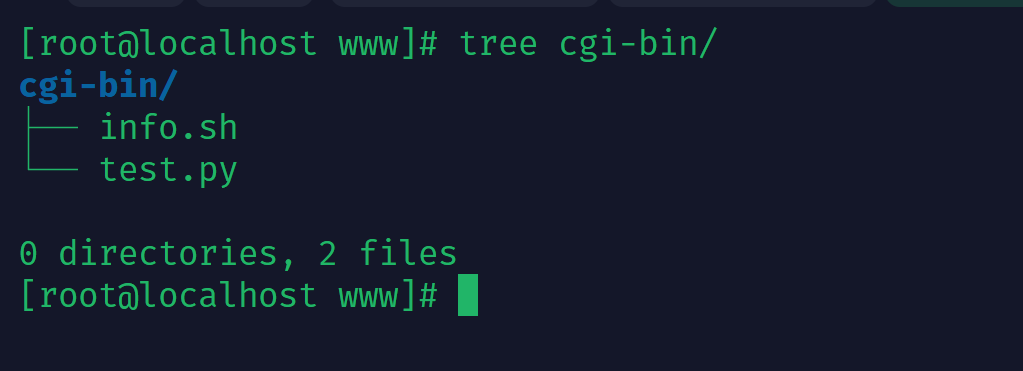 [root@localhost www]# tree cgi-bin/
cgi-bin/
├── info.sh
└── test.py

0 directories, 2 files
[root@localhost www]#